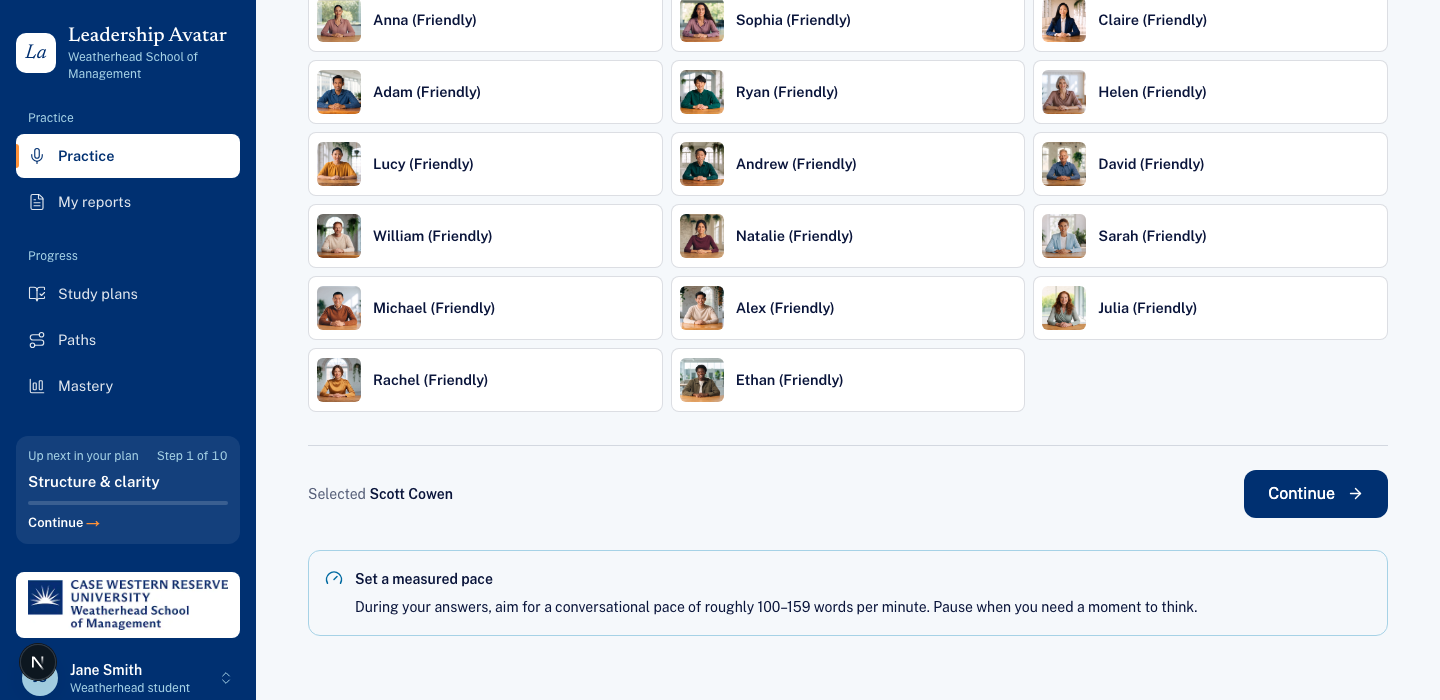 La
Leadership Avatar
Weatherhead School of
Management
Practice
Practice
My reports
Progress
Study plans
Paths
Mastery
Up next in your plan
Step 1 of 10
Structure & clarity
Continue →
CASE WESTERN RESERVE
UNIVERSITY
Weatherhead School
of Management
N
Jane Smith
Weatherhead student
Anna (Friendly)
Sophia (Friendly)
Claire (Friendly)
Adam (Friendly)
Ryan (Friendly)
Helen (Friendly)
Lucy (Friendly)
Andrew (Friendly)
David (Friendly)
William (Friendly)
Natalie (Friendly)
Sarah (Friendly)
Michael (Friendly)
Alex (Friendly)
Julia (Friendly)
Rachel (Friendly)
Ethan (Friendly)
Selected Scott Cowen
Continue →
Set a measured pace
During your answers, aim for a conversational pace of roughly 100–159 words per minute. Pause when you need a moment to think.